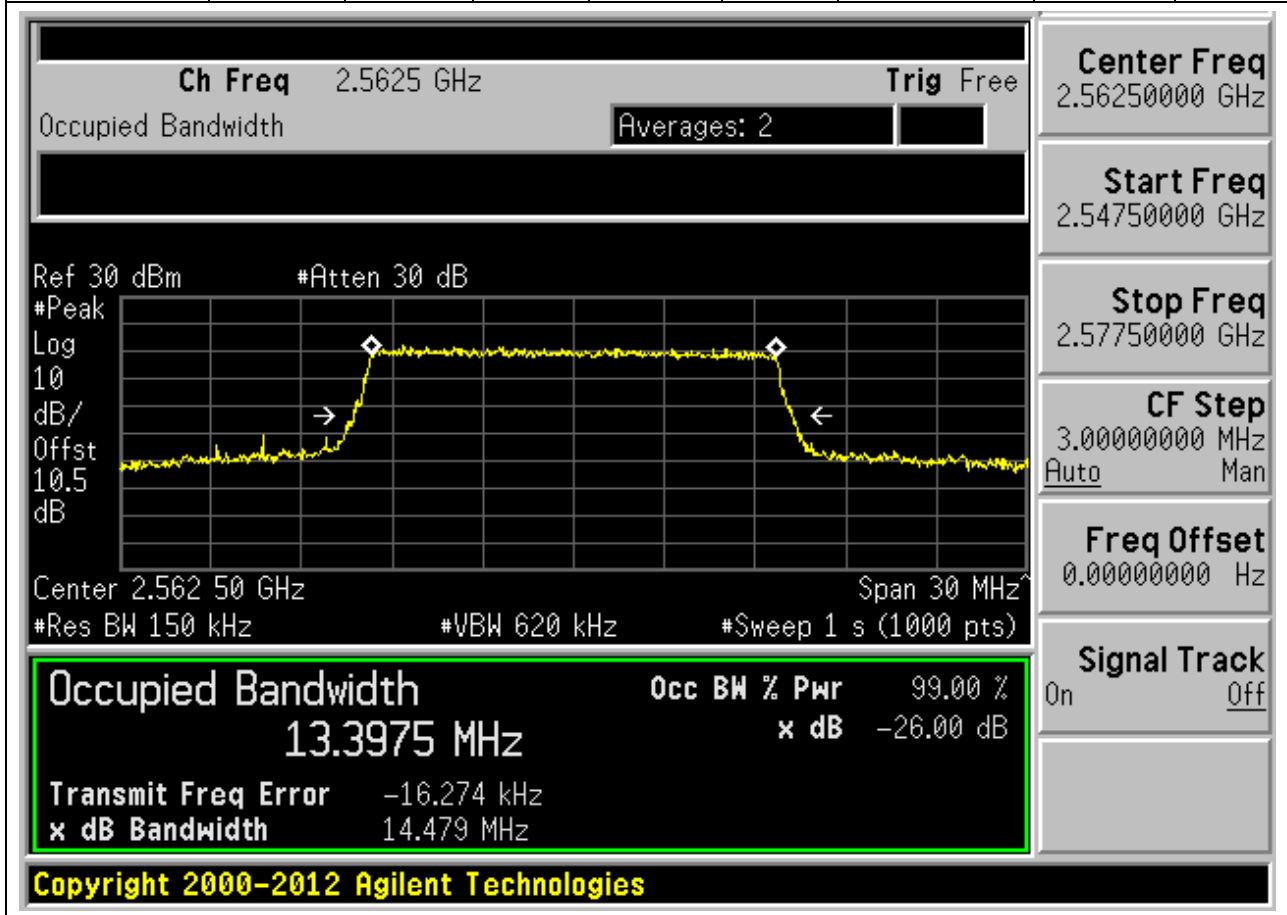 Ch Freq 2.5625 GHz Trig Free
Occupied Bandwidth Averages: 2
Ref 30 dBm #Atten 30 dB
#Peak
Log
10
dB/
Offst
10.5
dB
Center 2.562 50 GHz Span 30 MHz^
#Res BW 150 kHz #VBW 620 kHz #Sweep 1 s (1000 pts)
Occupied Bandwidth Occ BW % Pwr 99.00 %
13.3975 MHz x dB -26.00 dB
Transmit Freq Error -16.274 kHz
x dB Bandwidth 14.479 MHz
Copyright 2000-2012 Agilent Technologies
Center Freq
2.56250000 GHz
Start Freq
2.54750000 GHz
Stop Freq
2.57750000 GHz
CF Step
3.00000000 MHz
Auto Man
Freq Offset
0.00000000 Hz
Signal Track
On Off